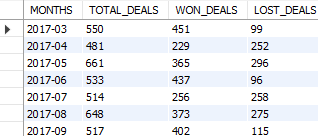 MONTHS TOTAL_DEALS WON_DEALS LOST_DEALS
2017-03 550 451 99
2017-04 481 229 252
2017-05 661 365 296
2017-06 533 437 96
2017-07 514 256 258
2017-08 648 373 275
2017-09 517 402 115